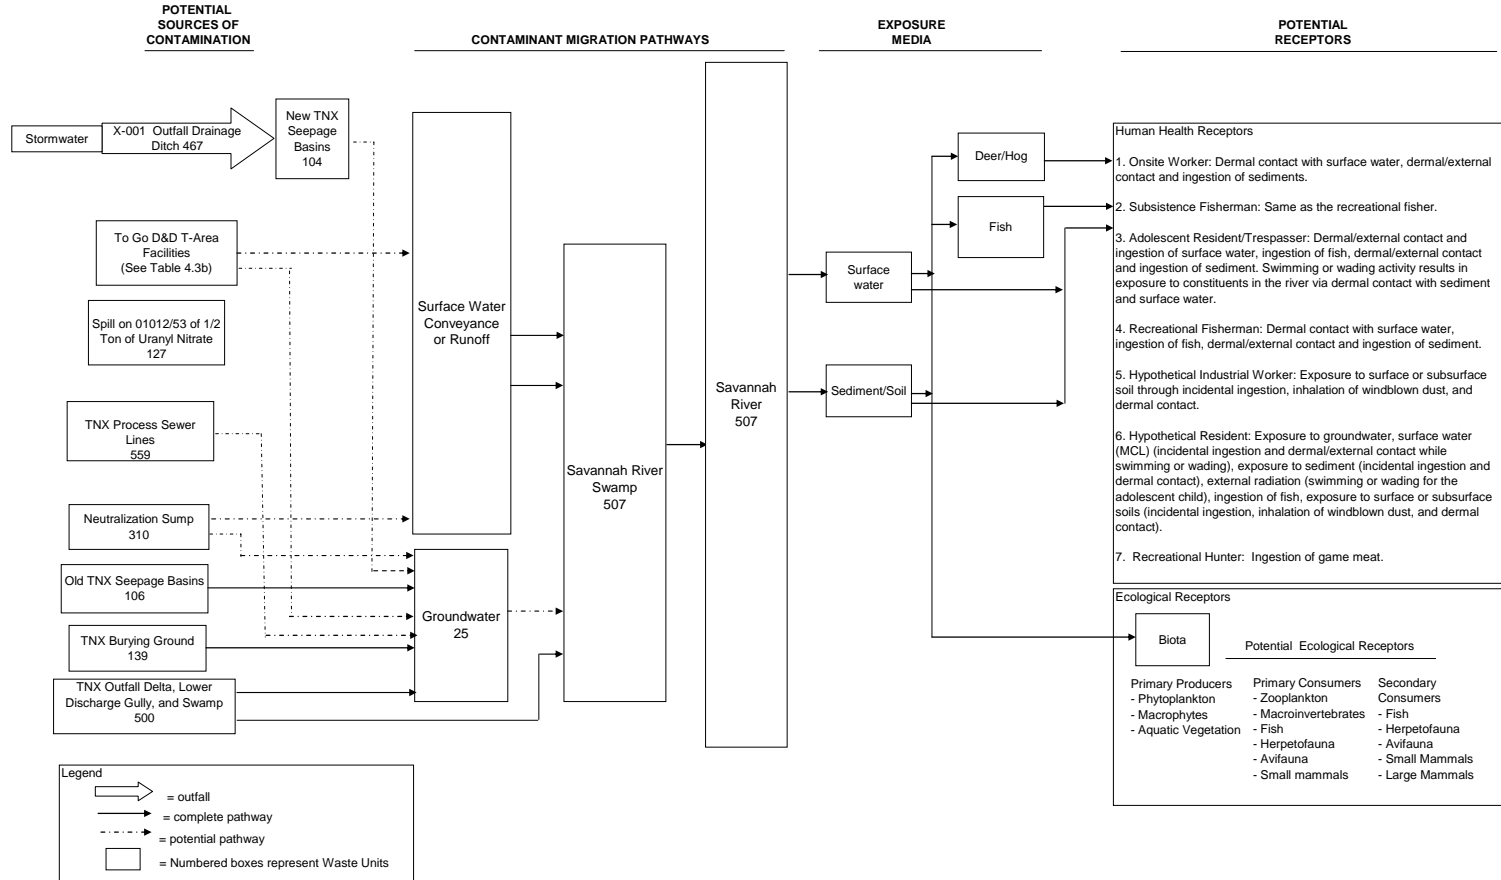 POTENTIAL
SOURCES OF
CONTAMINATION
CONTAMINANT MIGRATION PATHWAYS
EXPOSURE
MEDIA
POTENTIAL
RECEPTORS
Stormwater
X-001 Outfall Drainage
Ditch 467
New TNX
Seepage
Basins
104
To Go D&D T-Area
Facilities
(See Table 4.3b)
Spill on 01012/53 of 1/2
Ton of Uranyl Nitrate
127
TNX Process Sewer
Lines
559
Neutralization Sump
310
Old TNX Seepage Basins
106
TNX Burying Ground
139
TNX Outfall Delta, Lower
Discharge Gully, and Swamp
500
Surface Water
Conveyance
or Runoff
Groundwater
25
Savannah River
Swamp
507
Savannah
River
507
Deer/Hog
Fish
Surface
water
Sediment/Soil
Human Health Receptors
1. Onsite Worker: Dermal contact with surface water, dermal/external
contact and ingestion of sediments.
2. Subsistence Fisherman: Same as the recreational fisher.
3. Adolescent Resident/Trespasser: Dermal/external contact and
ingestion of surface water, ingestion of fish, dermal/external contact
and ingestion of sediment. Swimming or wading activity results in
exposure to constituents in the river via dermal contact with sediment
and surface water.
4. Recreational Fisherman: Dermal contact with surface water,
ingestion of fish, dermal/external contact and ingestion of sediment.
5. Hypothetical Industrial Worker: Exposure to surface or subsurface
soil through incidental ingestion, inhalation of windblown dust, and
dermal contact.
6. Hypothetical Resident: Exposure to groundwater, surface water
(MCL) (incidental ingestion and dermal/external contact while
swimming or wading), exposure to sediment (incidental ingestion and
dermal contact), external radiation (swimming or wading for the
adolescent child), ingestion of fish, exposure to surface or subsurface
soils (incidental ingestion, inhalation of windblown dust, and dermal
contact).
7. Recreational Hunter: Ingestion of game meat.
Ecological Receptors
Biota
Potential Ecological Receptors
Primary Producers
- Phytoplankton
- Macrophytes
- Aquatic Vegetation
Primary Consumers
- Zooplankton
- Macroinvertebrates
- Fish
- Herpetofauna
- Avifauna
- Small mammals
Secondary
Consumers
- Fish
- Herpetofauna
- Avifauna
- Small Mammals
- Large Mammals
Legend
= outfall
= complete pathway
= potential pathway
= Numbered boxes represent Waste Units